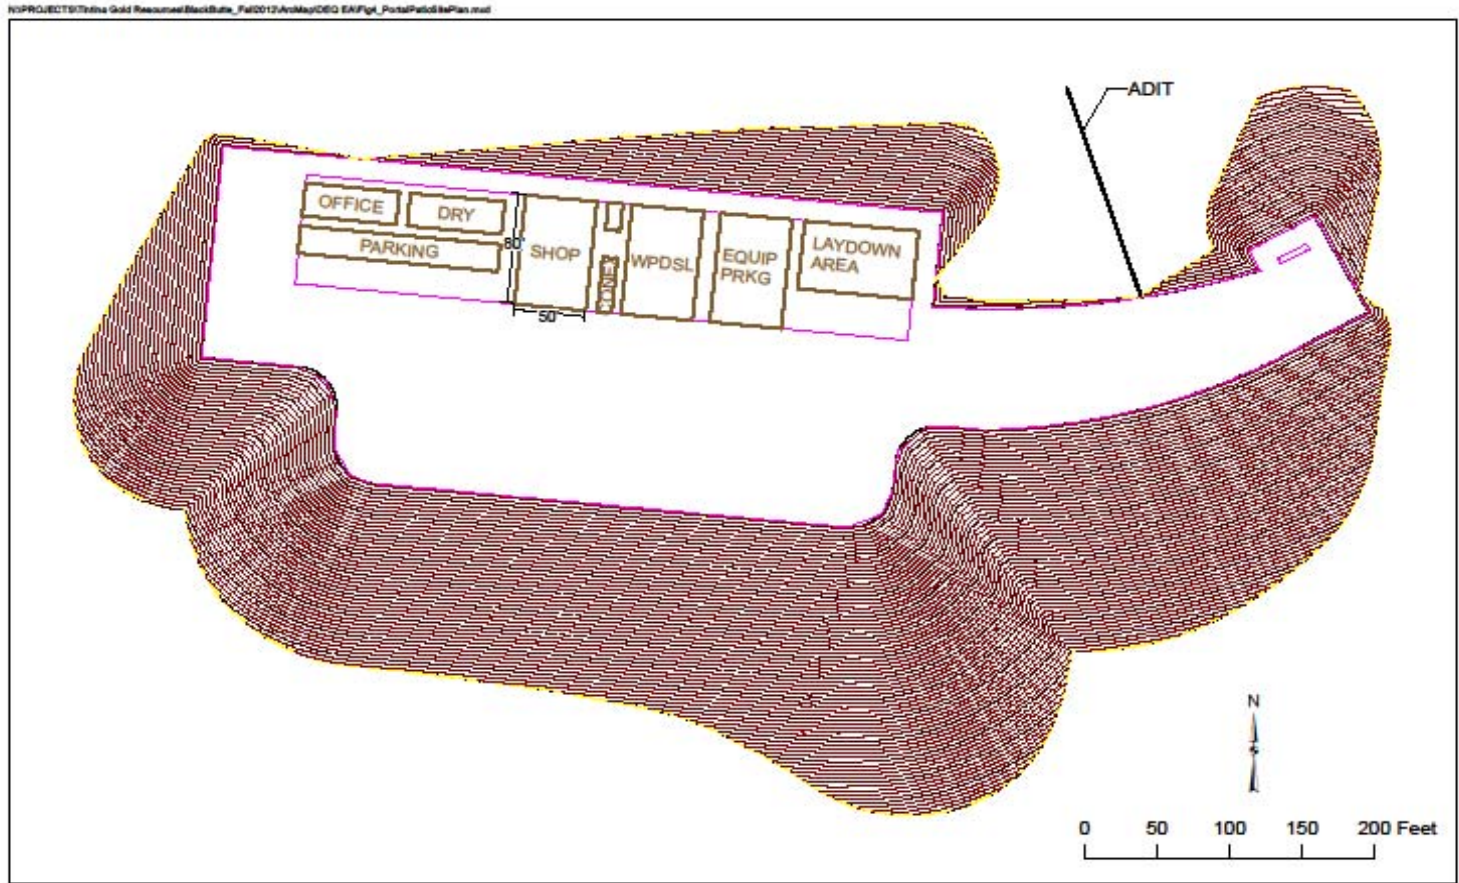 N:\PROJECTS\Tintina Gold Resources\BlackButte_Fall2012\ArcMap\DEQ EA\Fig4_PortalPatioSitePlan.mxd
ADIT
OFFICE
DRY
PARKING
80'
SHOP
CONEX
WPDSL
EQUIP
PRKG
LAYDOWN
AREA
50'
N
S
0 50 100 150 200 Feet